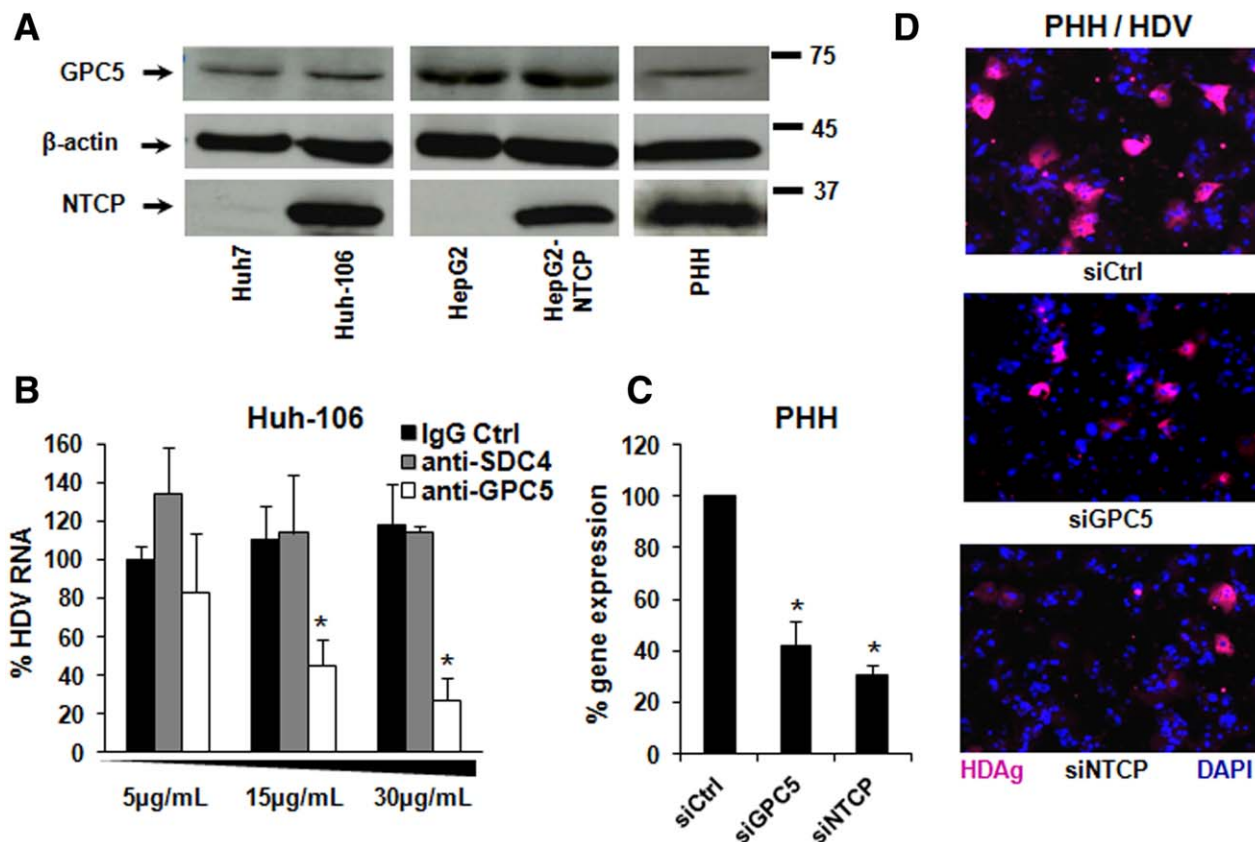 A
GPC5
β-actin
NTCP
75
45
37
Huh7
Huh-106
HepG2
HepG2-
NTCP
PHH
B
Huh-106
IgG Ctrl
anti-SDC4
anti-GPC5
% HDV RNA
160
140
120
100
80
60
40
20
0
*
*
5µg/mL
15µg/mL
30µg/mL
C
PHH
% gene expression
120
100
80
60
40
20
0
*
*
siCtrl
siGPC5
siNTCP
D
PHH / HDV
siCtrl
siGPC5
HDAg siNTCP DAPI